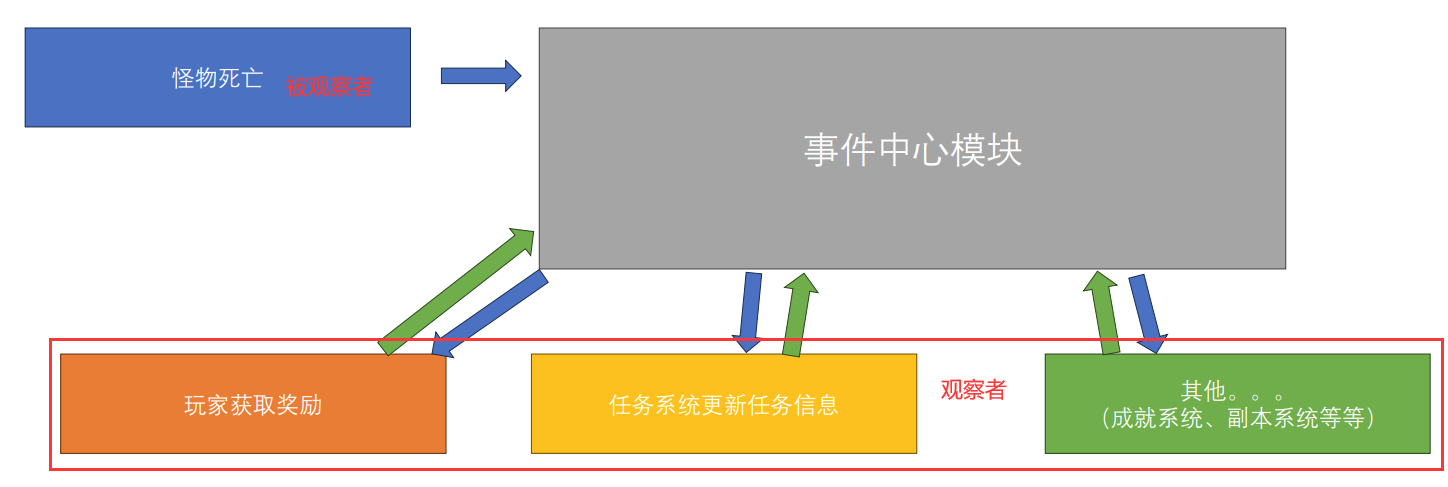 怪物死亡
被观察者
事件中心模块
玩家获取奖励
任务系统更新任务信息
观察者
其他。。。
（成就系统、副本系统等等）